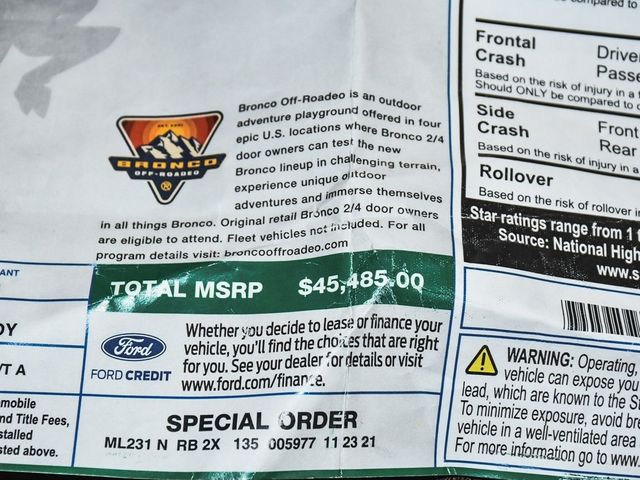 Bronco Off-Roadeo is an outdoor
adventure playground offered in four
epic U.S. locations where Bronco 2/4
door owners can test the new
Bronco lineup in challenging terrain,
experience unique outdoor
adventures and immerse themselves
in all things Bronco. Original retail Bronco 2/4 door owners
are eligible to attend. Fleet vehicles not included. For all
program details visit: broncooffroadeo.com
BRONCO
OFF-ROADEO
TOTAL MSRP $45,485.00
Ford
FORD CREDIT
Whether you decide to lease or finance your
vehicle, you'll find the choices that are right
for you. See your dealer for details or visit
www.ford.com/finance.
SPECIAL ORDER
ML231 N RB 2X 135 005977 11 23 21
ANT
DY
/T A
mobile
nd Title Fees,
stalled
sted above.
compared to
Frontal
Crash
Driver
Passe
Based on the risk of injury in a f
Should ONLY be compared to o
Side
Crash
Front
Rear
Based on the risk of injury in a
Rollover
Based on the risk of rollover in
Star ratings range from 1 t
Source: National High
www.s
WARNING: Operating,
vehicle can expose you
lead, which are known to the St
To minimize exposure, avoid bre
vehicle in a well-ventilated area
For more information go to www.